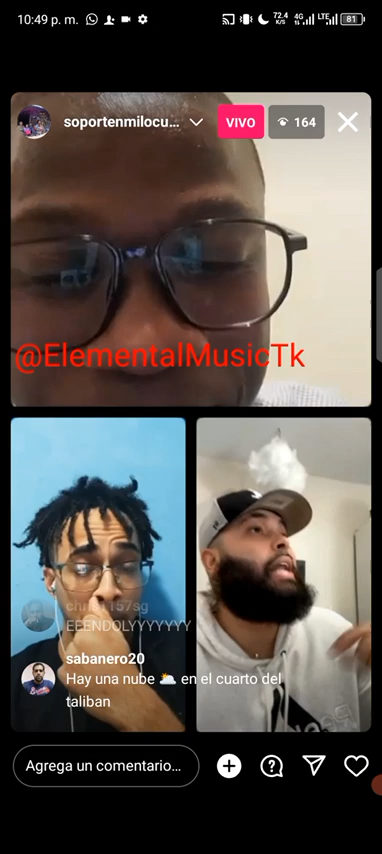 10:49 p. m.
72.4 K/S 4G LTE 81
soportenmilocu... VIVO 164
@ElementalMusicTk
EEENDOLYYYYYYY
sabanero20
Hay una nube ⛅ en el cuarto del
taliban
Agrega un comentario...